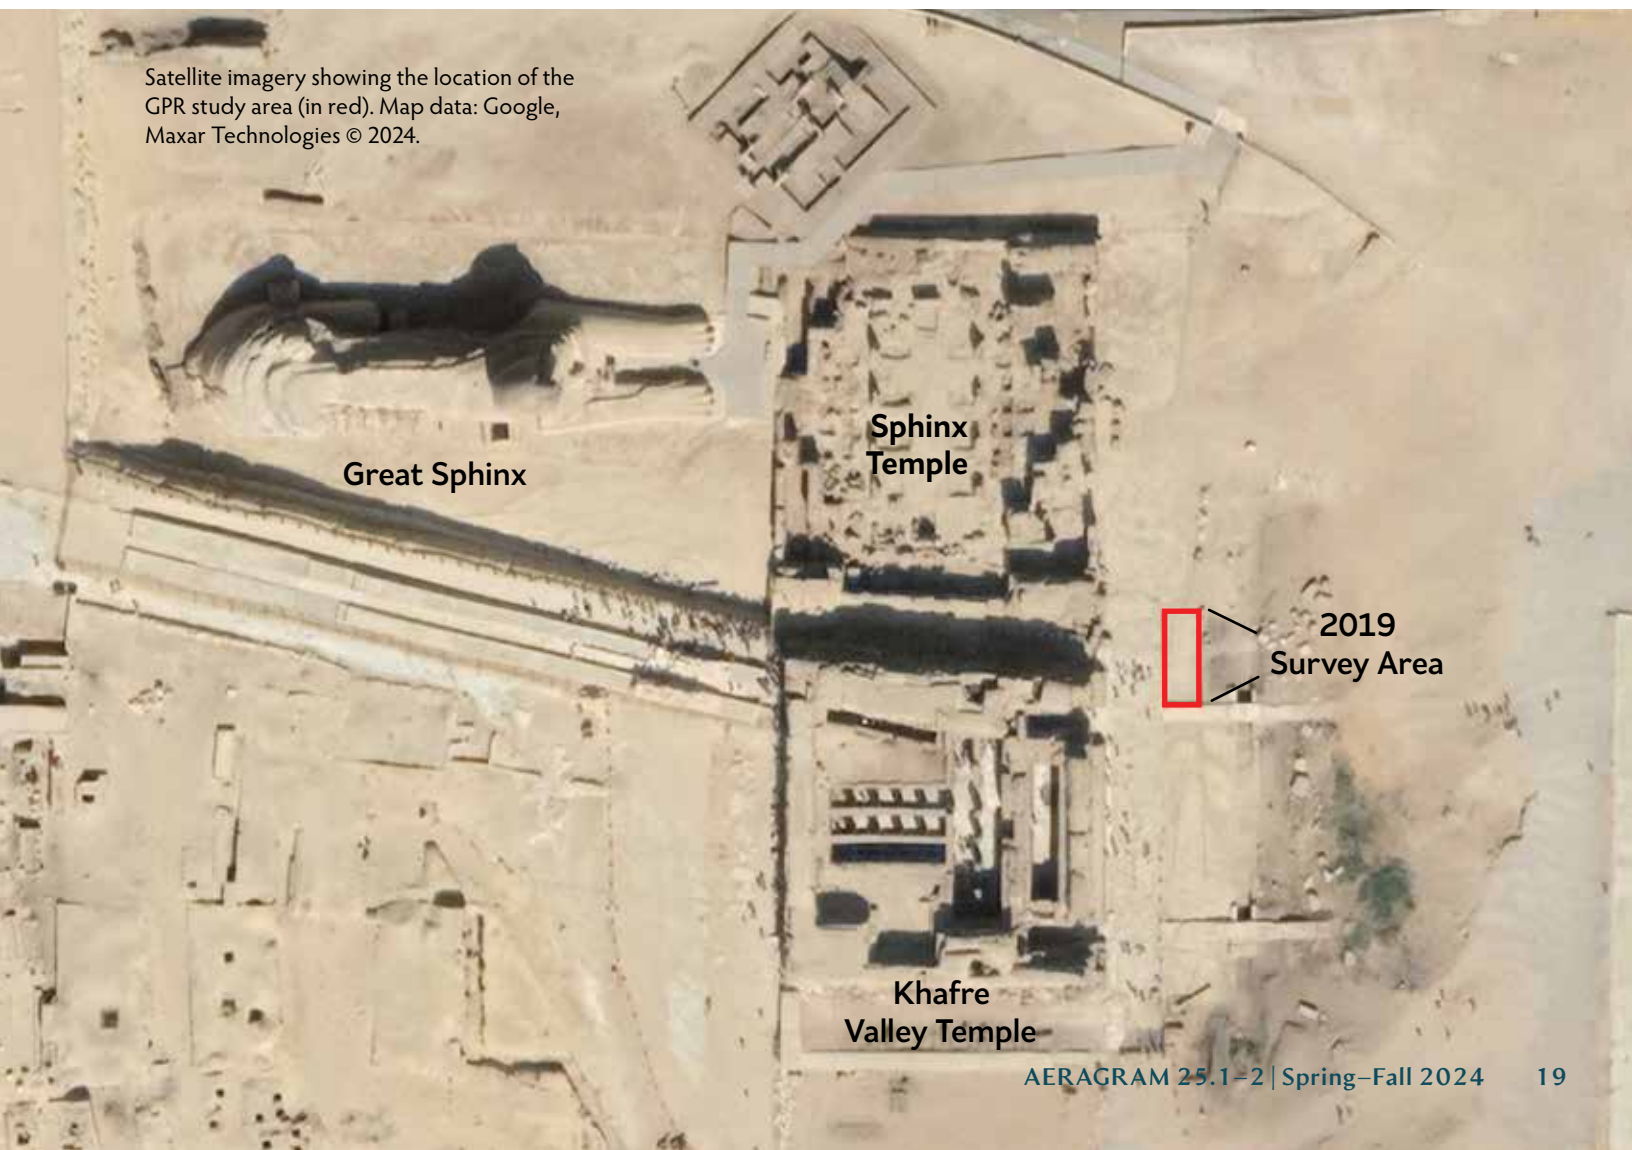 Satellite imagery showing the location of the
GPR study area (in red). Map data: Google,
Maxar Technologies © 2024.
Sphinx
Temple
Great Sphinx
2019
Survey Area
Khafre
Valley Temple
AERAGRAM 25.1–2 | Spring–Fall 2024 19